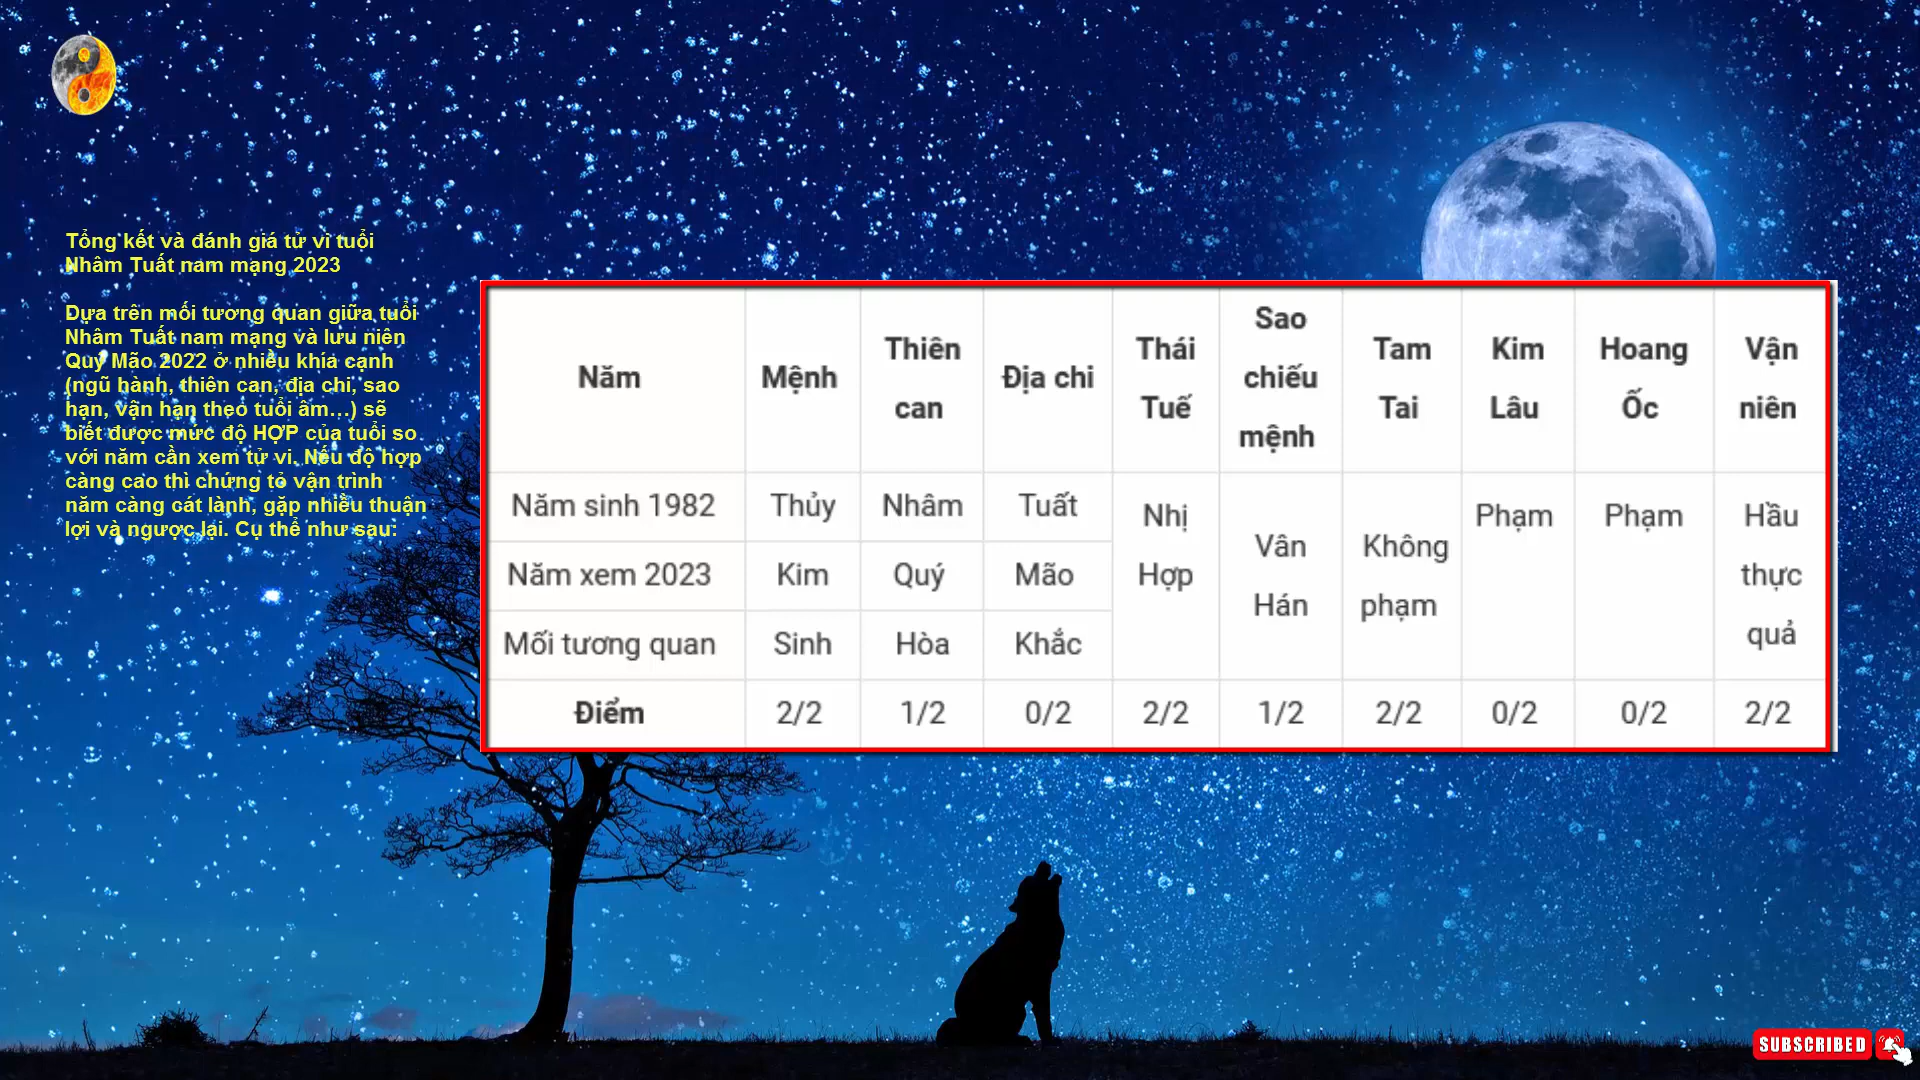 Tổng kết và đánh giá tử vi tuổi
Nhâm Tuất nam mạng 2023
Dựa trên mối tương quan giữa tuổi
Nhâm Tuất nam mạng và lưu niên
Quý Mão 2022 ở nhiều khía cạnh
(ngũ hành, thiên can, địa chi, sao
hạn, vận hạn theo tuổi âm...) sẽ
biết được mức độ HỢP của tuổi so
với năm cần xem tử vi. Nếu độ hợp
càng cao thì chứng tỏ vận trình
năm càng cát lành, gặp nhiều thuận
lợi và ngược lại. Cụ thể như sau:
Năm Mệnh Thiên can Địa chi Thái Tuế Sao chiếu mệnh Tam Tai Kim Lâu Hoang Ốc Vận niên
Năm sinh 1982 Thủy Nhâm Tuất Nhị Hợp Vân Hán Không phạm Phạm Phạm Hầu thực quả
Năm xem 2023 Kim Quý Mão
Mối tương quan Sinh Hòa Khắc
Điểm 2/2 1/2 0/2 2/2 1/2 2/2 0/2 0/2 2/2
SUBSCRIBED